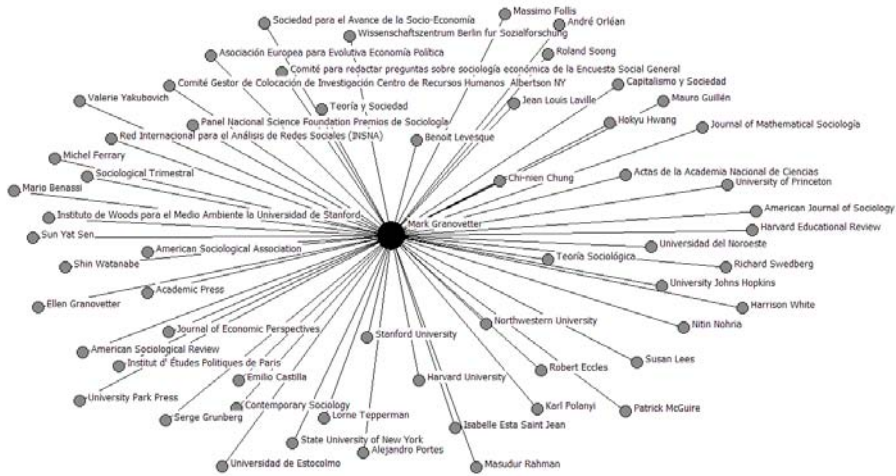 Massimo Follis
Sociedad para el Avance de la Socio-Economía
André Orléan
Wissenschaftszentrum Berlin fur Sozialforschung
Asociación Europea para Evolutiva Economía Política
Roland Soong
Comité para redactar preguntas sobre sociología económica de la Encuesta Social General
Comité Gestor de Colocación de Investigación Centro de Recursos Humanos Albertson NY
Capitalismo y Sociedad
Valerie Yakubovich
Teoría y Sociedad
Jean Louis Laville
Mauro Guillén
Panel Nacional Science Foundation Premios de Sociología
Hokyu Hwang
Journal of Mathematical Sociología
Red Internacional para el Análisis de Redes Sociales (INSNA)
Benoit Levesque
Michel Ferrary
Sociological Trimestral
Chi-nien Chung
Actas de la Academia Nacional de Ciencias
University of Princeton
Mario Benassi
American Journal of Sociology
Instituto de Woods para el Medio Ambiente la Universidad de Stanford
Mark Granovetter
Harvard Educational Review
Sun Yat Sen
American Sociological Association
Universidad del Noroeste
Teoría Sociológica
Shin Watanabe
Richard Swedberg
Academic Press
University Johns Hopkins
Ellen Granovetter
Harrison White
Journal of Economic Perspectives
Northwestern University
Nitin Nohria
Stanford University
American Sociological Review
Institut d' Études Politiques de Paris
Susan Lees
Emilio Castilla
Harvard University
Robert Eccles
University Park Press
Contemporary Sociology
Karl Polanyi
Patrick McGuire
Serge Grunberg
Lorne Tepperman
Isabelle Esta Saint Jean
State University of New York
Alejandro Portes
Universidad de Estocolmo
Masudur Rahman